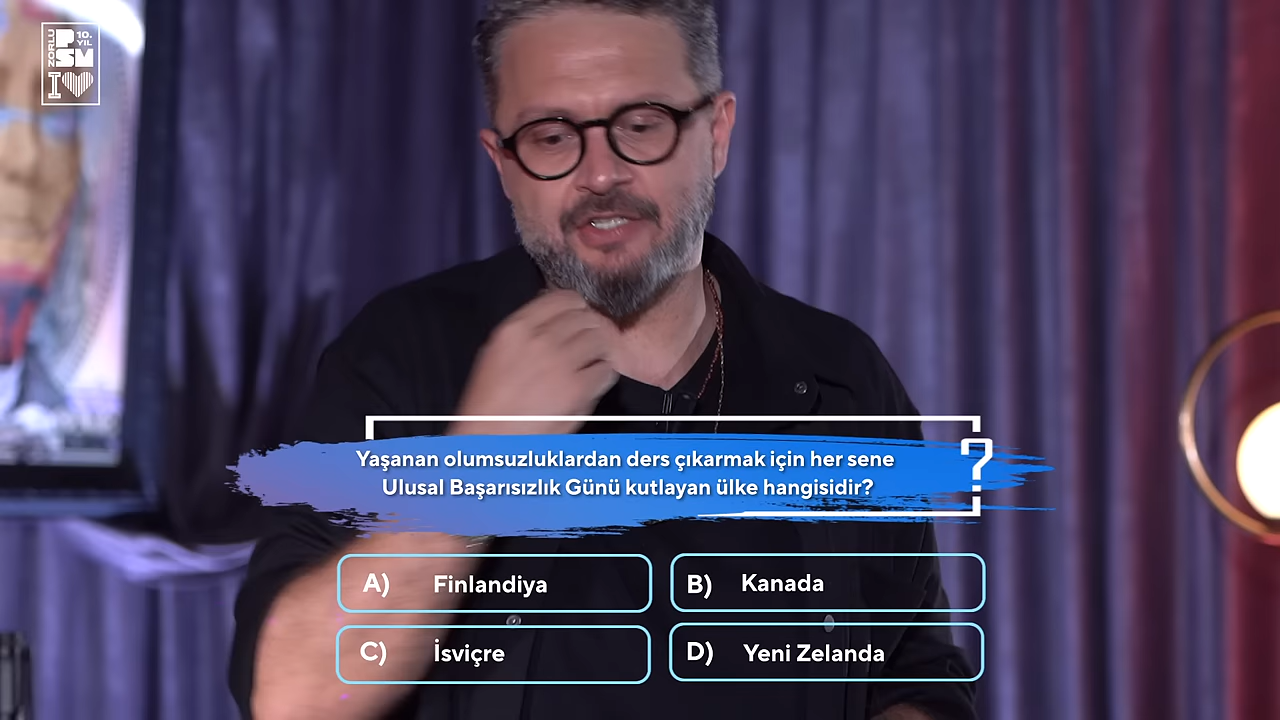 ZORLU
PSM
10.
YIL
I
Yaşanan olumsuzluklardan ders çıkarmak için her sene
Ulusal Başarısızlık Günü kutlayan ülke hangisidir?
?
A) Finlandiya
B) Kanada
C) İsviçre
D) Yeni Zelanda